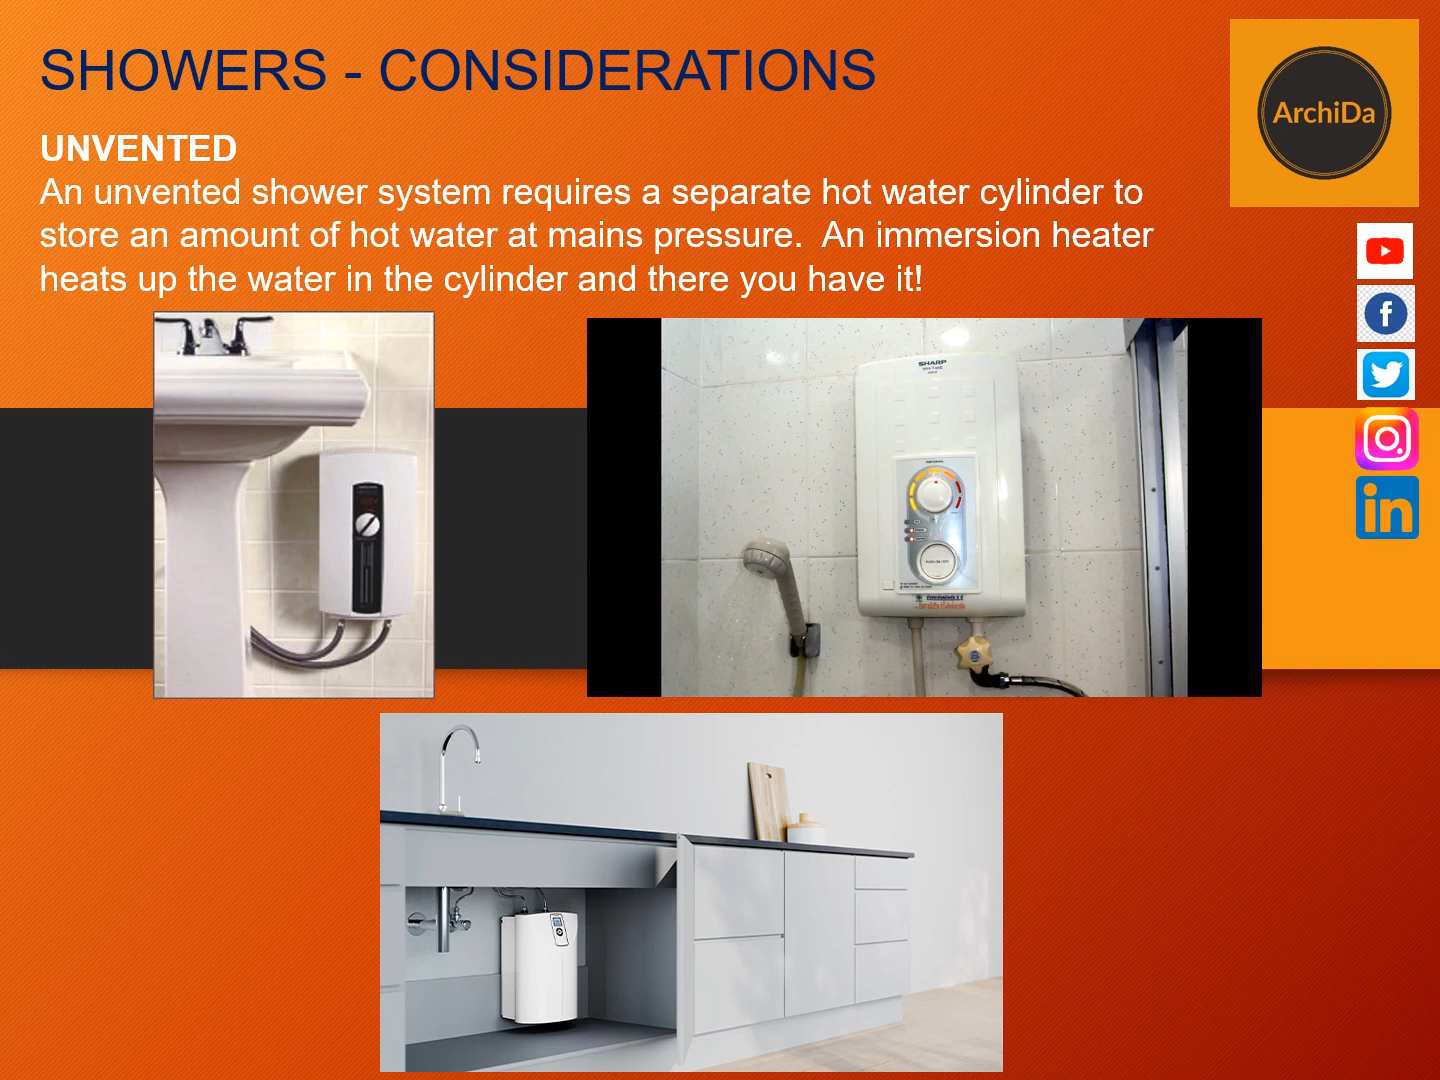 SHOWERS - CONSIDERATIONS
ArchiDa
UNVENTED
An unvented shower system requires a separate hot water cylinder to
store an amount of hot water at mains pressure.  An immersion heater
heats up the water in the cylinder and there you have it!
f
in
SHARP